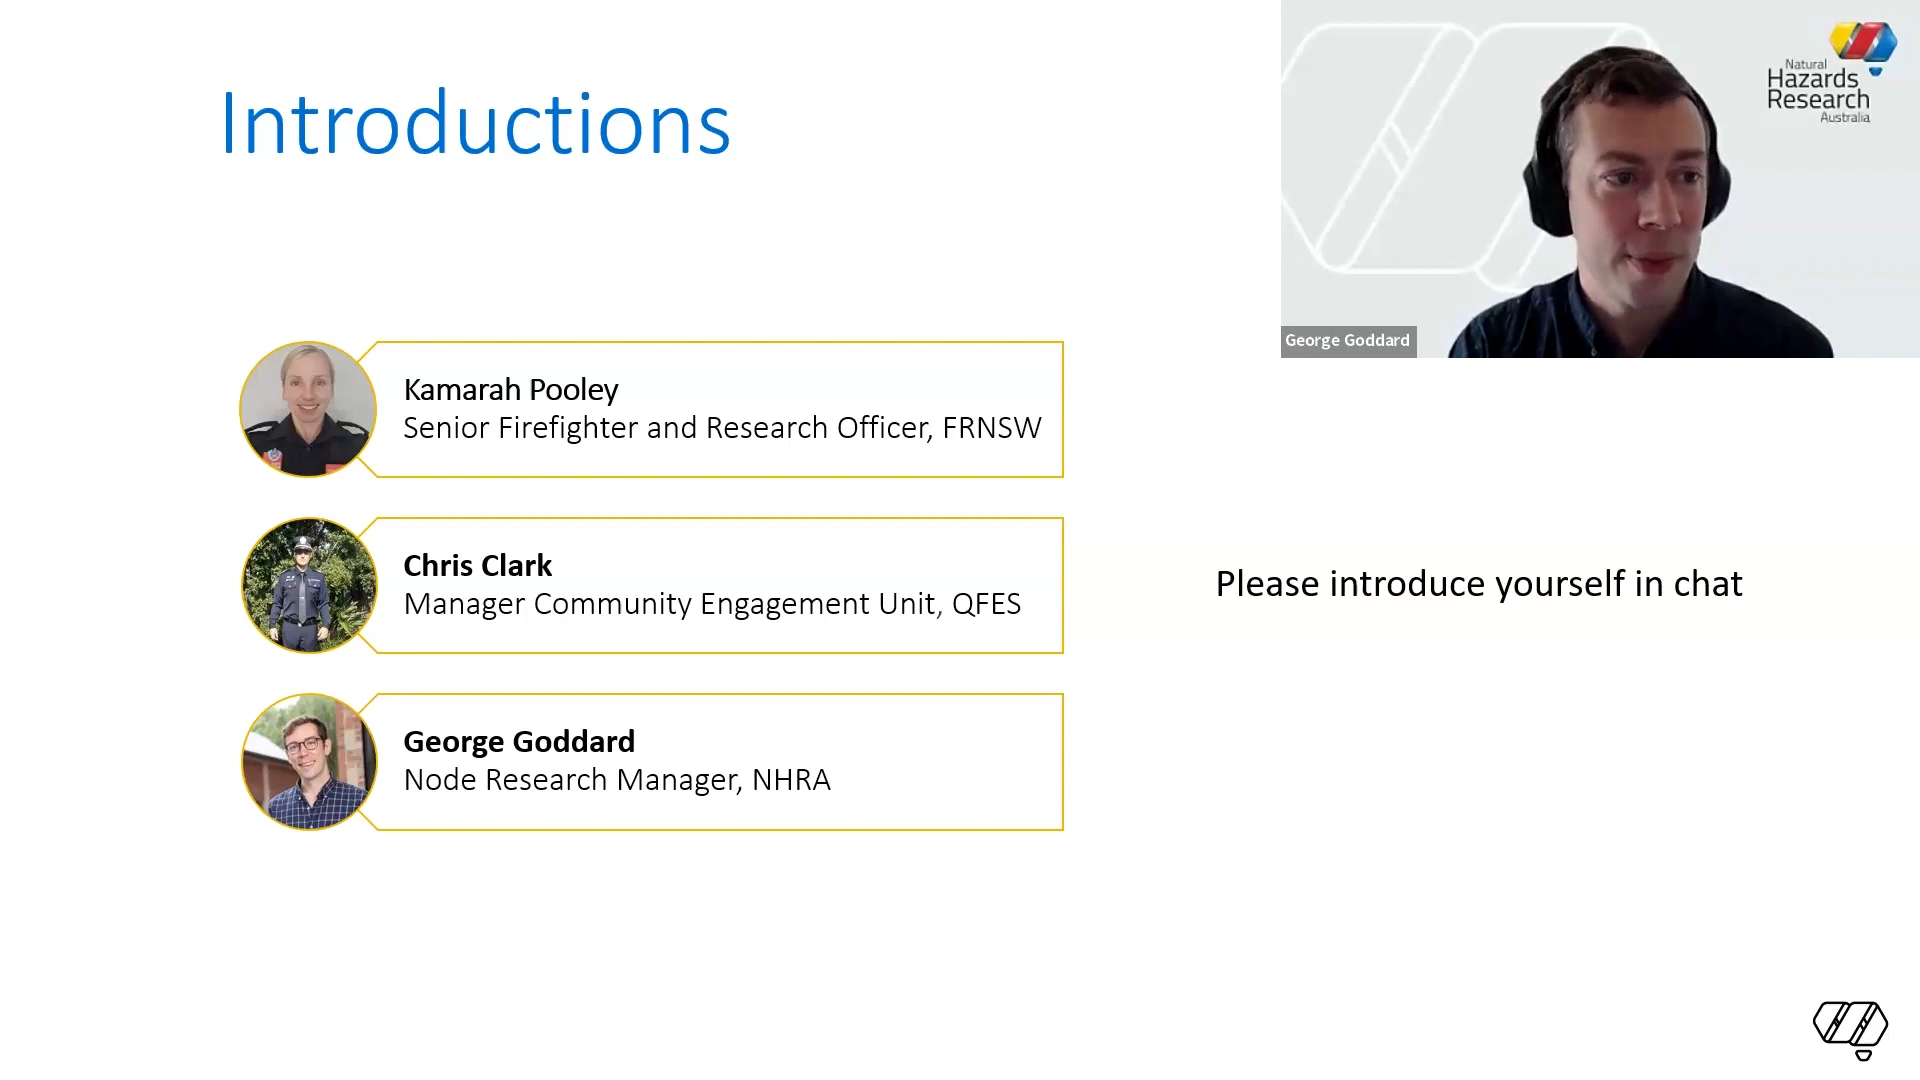 Introductions
Natural
Hazards
Research
Australia
George Goddard
Kamarah Pooley
Senior Firefighter and Research Officer, FRNSW
Chris Clark
Manager Community Engagement Unit, QFES
George Goddard
Node Research Manager, NHRA
Please introduce yourself in chat